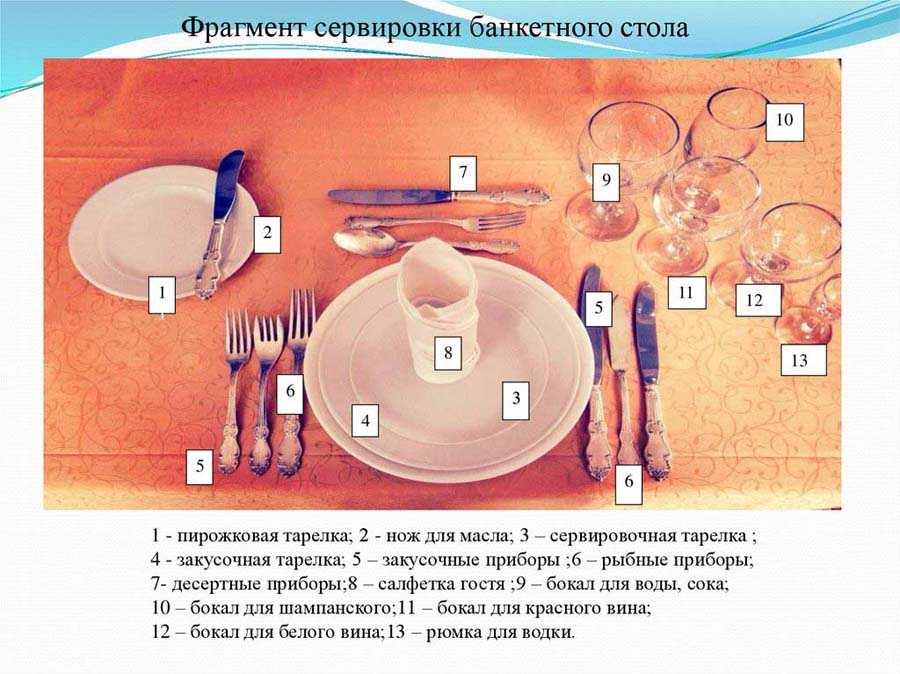 Фрагмент сервировки банкетного стола
10
7
9
2
1
11
12
5
13
8
6
3
4
5
6
1 - пирожковая тарелка; 2 - нож для масла; 3 – сервировочная тарелка ;
4 - закусочная тарелка; 5 – закусочные приборы ;6 – рыбные приборы;
7- десертные приборы;8 – салфетка гостя ;9 – бокал для воды, сока;
10 – бокал для шампанского;11 – бокал для красного вина;
12 – бокал для белого вина;13 – рюмка для водки.